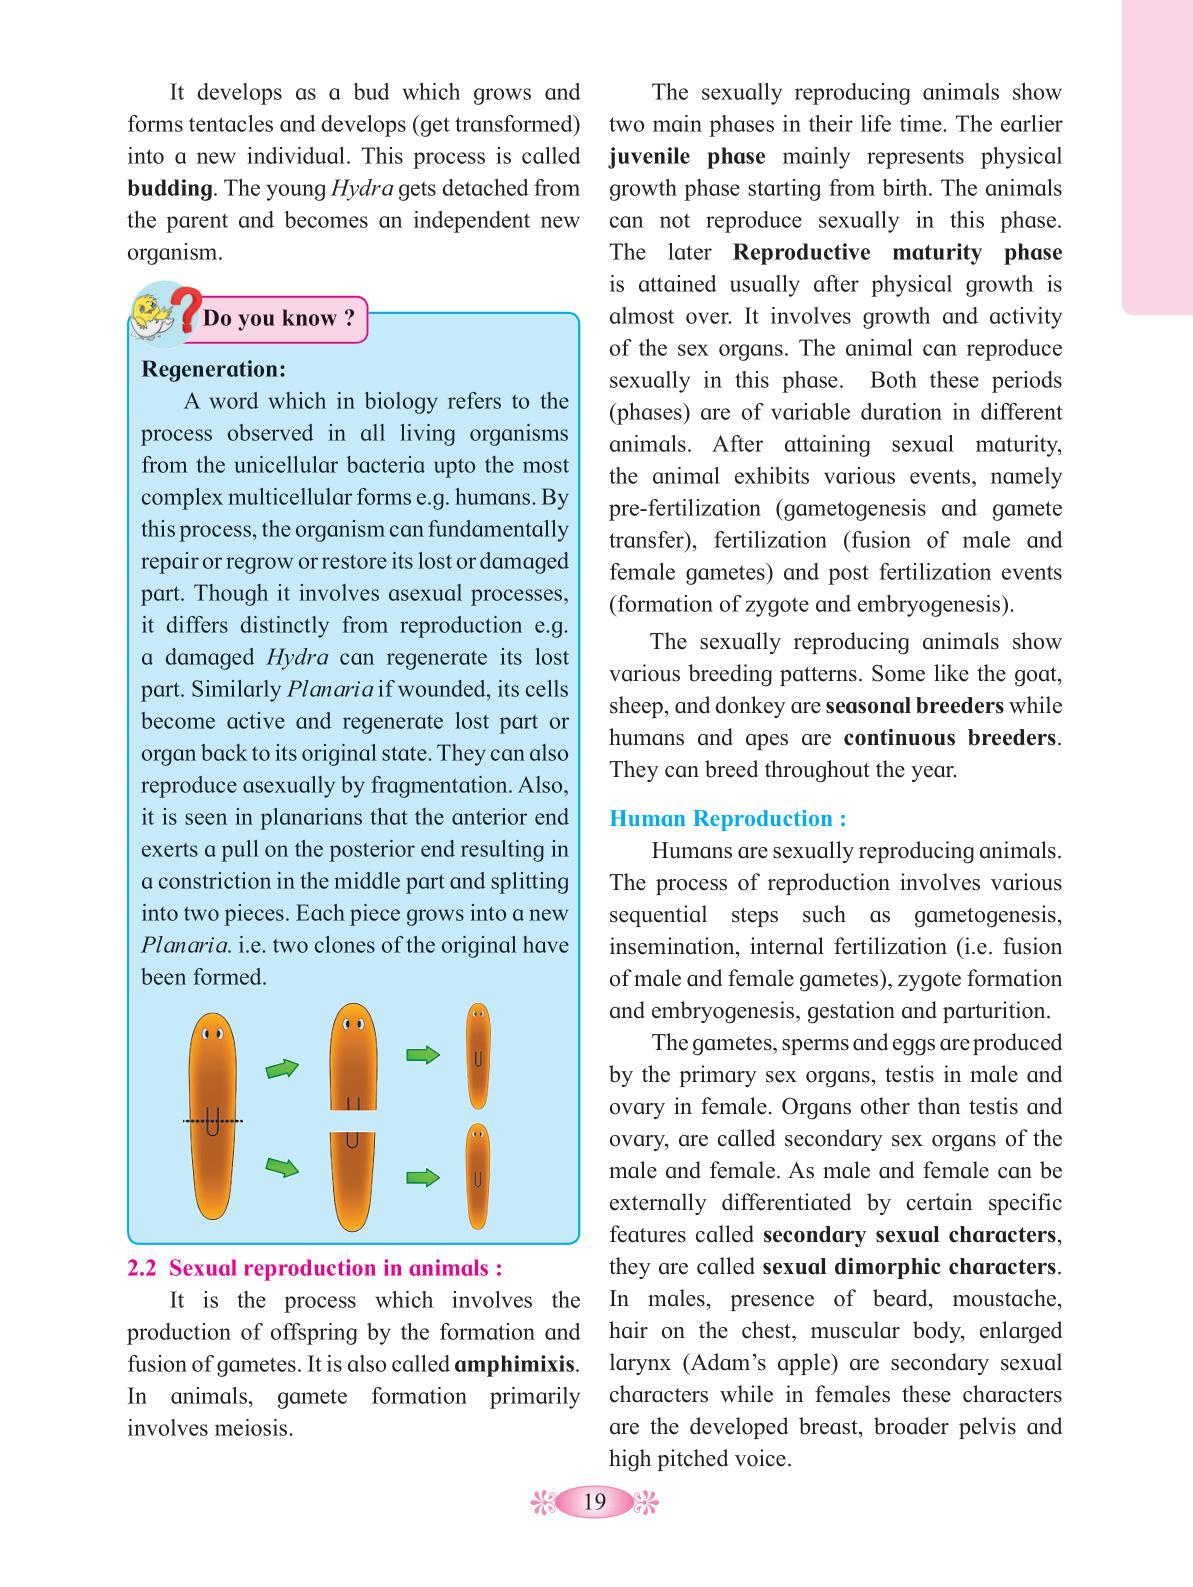 It develops as a bud which grows and
forms tentacles and develops (get transformed)
into a new individual. This process is called
budding. The young Hydra gets detached from
the parent and becomes an independent new
organism.
Do you know ?
Regeneration:
A word which in biology refers to the
process observed in all living organisms
from the unicellular bacteria upto the most
complex multicellular forms e.g. humans. By
this process, the organism can fundamentally
repair or regrow or restore its lost or damaged
part. Though it involves asexual processes,
it differs distinctly from reproduction e.g.
a damaged Hydra can regenerate its lost
part. Similarly Planaria if wounded, its cells
become active and regenerate lost part or
organ back to its original state. They can also
reproduce asexually by fragmentation. Also,
it is seen in planarians that the anterior end
exerts a pull on the posterior end resulting in
a constriction in the middle part and splitting
into two pieces. Each piece grows into a new
Planaria. i.e. two clones of the original have
been formed.
2.2 Sexual reproduction in animals :
It is the process which involves the
production of offspring by the formation and
fusion of gametes. It is also called amphimixis.
In animals, gamete formation primarily
involves meiosis.
The sexually reproducing animals show
two main phases in their life time. The earlier
juvenile phase mainly represents physical
growth phase starting from birth. The animals
can not reproduce sexually in this phase.
The later Reproductive maturity phase
is attained usually after physical growth is
almost over. It involves growth and activity
of the sex organs. The animal can reproduce
sexually in this phase. Both these periods
(phases) are of variable duration in different
animals. After attaining sexual maturity,
the animal exhibits various events, namely
pre-fertilization (gametogenesis and gamete
transfer), fertilization (fusion of male and
female gametes) and post fertilization events
(formation of zygote and embryogenesis).
The sexually reproducing animals show
various breeding patterns. Some like the goat,
sheep, and donkey are seasonal breeders while
humans and apes are continuous breeders.
They can breed throughout the year.
Human Reproduction :
Humans are sexually reproducing animals.
The process of reproduction involves various
sequential steps such as gametogenesis,
insemination, internal fertilization (i.e. fusion
of male and female gametes), zygote formation
and embryogenesis, gestation and parturition.
The gametes, sperms and eggs are produced
by the primary sex organs, testis in male and
ovary in female. Organs other than testis and
ovary, are called secondary sex organs of the
male and female. As male and female can be
externally differentiated by certain specific
features called secondary sexual characters,
they are called sexual dimorphic characters.
In males, presence of beard, moustache,
hair on the chest, muscular body, enlarged
larynx (Adam’s apple) are secondary sexual
characters while in females these characters
are the developed breast, broader pelvis and
high pitched voice.
19